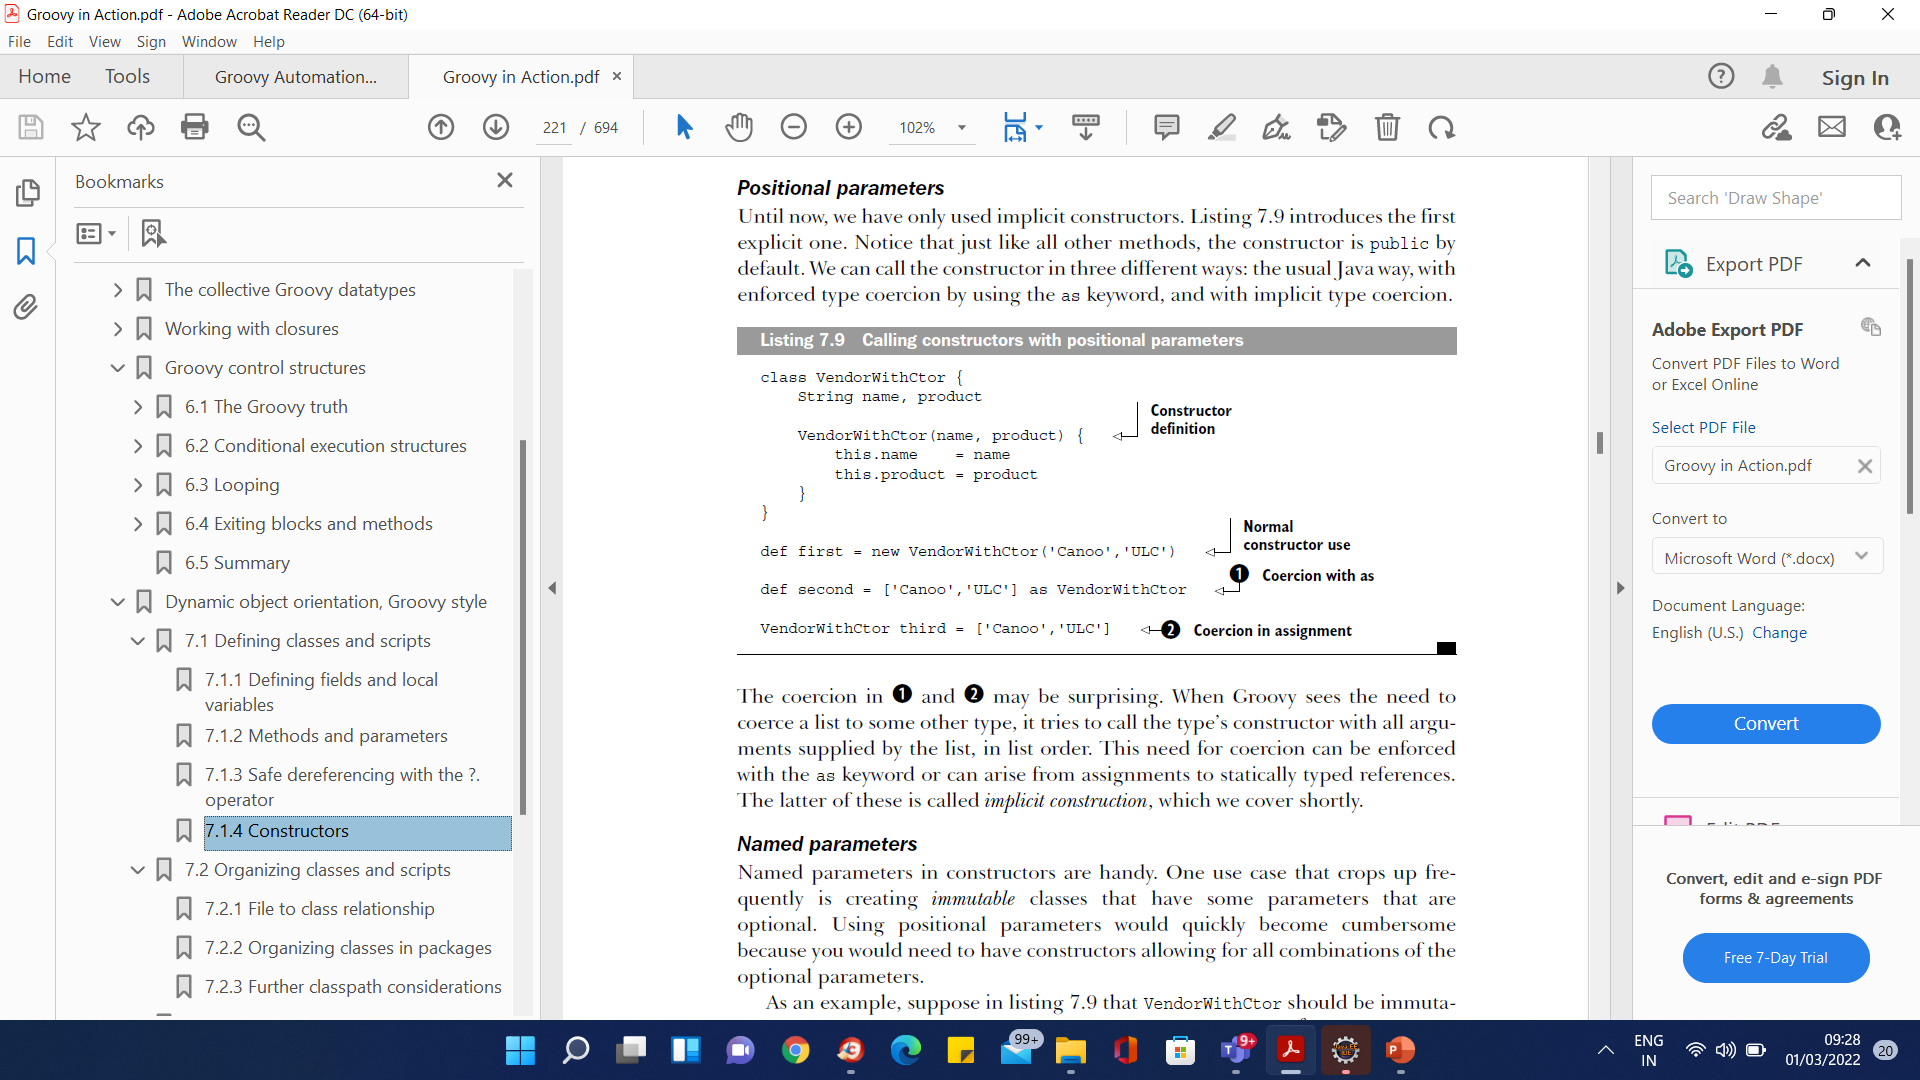 Groovy in Action.pdf - Adobe Acrobat Reader DC (64-bit)
File Edit View Sign Window Help
Home Tools Groovy Automation... Groovy in Action.pdf Sign In
221 / 694 102%
Bookmarks
The collective Groovy datatypes
Working with closures
Groovy control structures
6.1 The Groovy truth
6.2 Conditional execution structures
6.3 Looping
6.4 Exiting blocks and methods
6.5 Summary
Dynamic object orientation, Groovy style
7.1 Defining classes and scripts
7.1.1 Defining fields and local
variables
7.1.2 Methods and parameters
7.1.3 Safe dereferencing with the ?.
operator
7.1.4 Constructors
7.2 Organizing classes and scripts
7.2.1 File to class relationship
7.2.2 Organizing classes in packages
7.2.3 Further classpath considerations
Positional parameters
Until now, we have only used implicit constructors. Listing 7.9 introduces the first
explicit one. Notice that just like all other methods, the constructor is public by
default. We can call the constructor in three different ways: the usual Java way, with
enforced type coercion by using the as keyword, and with implicit type coercion.
Listing 7.9 Calling constructors with positional parameters
class VendorWithCtor {
String name, product
VendorWithCtor(name, product) {
this.name = name
this.product = product
}
}
Constructor
definition
def first = new VendorWithCtor('Canoo','ULC')
Normal
constructor use
def second = ['Canoo','ULC'] as VendorWithCtor
1 Coercion with as
VendorWithCtor third = ['Canoo','ULC']
2 Coercion in assignment
The coercion in 1 and 2 may be surprising. When Groovy sees the need to
coerce a list to some other type, it tries to call the type's constructor with all argu-
ments supplied by the list, in list order. This need for coercion can be enforced
with the as keyword or can arise from assignments to statically typed references.
The latter of these is called implicit construction, which we cover shortly.
Named parameters
Named parameters in constructors are handy. One use case that crops up fre-
quently is creating immutable classes that have some parameters that are
optional. Using positional parameters would quickly become cumbersome
because you would need to have constructors allowing for all combinations of the
optional parameters.
As an example, suppose in listing 7.9 that VendorWithCtor should be immuta-
Search 'Draw Shape'
Export PDF
Adobe Export PDF
Convert PDF Files to Word
or Excel Online
Select PDF File
Groovy in Action.pdf
Convert to
Microsoft Word (*.docx)
Document Language:
English (U.S.) Change
Convert
Convert, edit and e-sign PDF
forms & agreements
Free 7-Day Trial
99+
9+
ENG
IN
09:28
01/03/2022
20